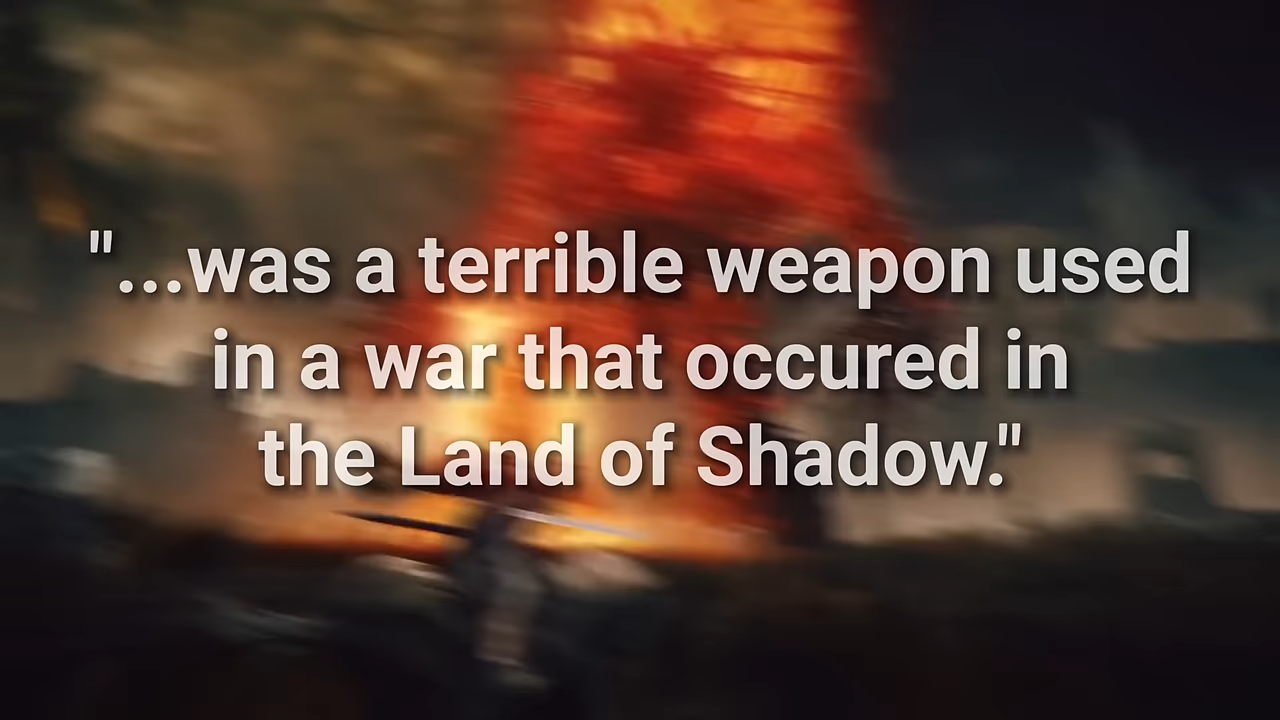 "...was a terrible weapon used
in a war that occured in
the Land of Shadow."